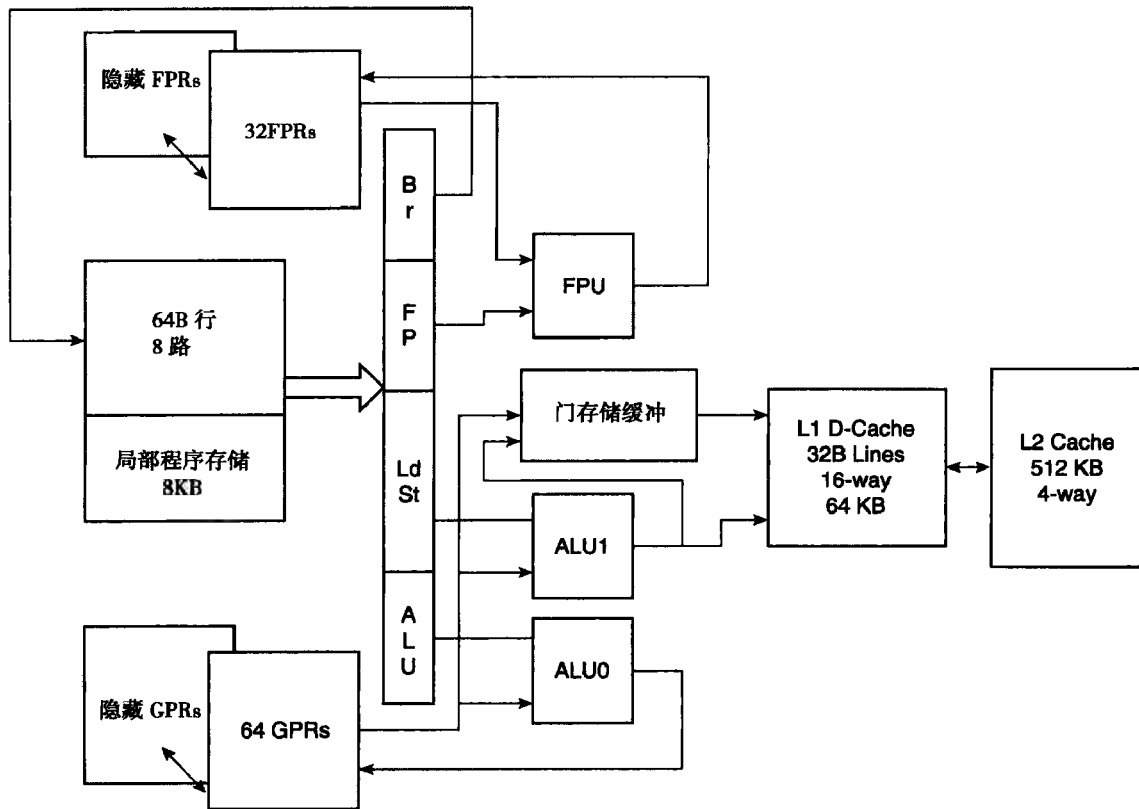 隐藏 FPRs
32FPRs
B
r
F
P
Ld
St
A
L
U
64B 行
8 路
局部程序存储
8KB
FPU
门存储缓冲
ALU1
ALU0
L1 D-Cache
32B Lines
16-way
64 KB
L2 Cache
512 KB
4-way
隐藏 GPRs
64 GPRs